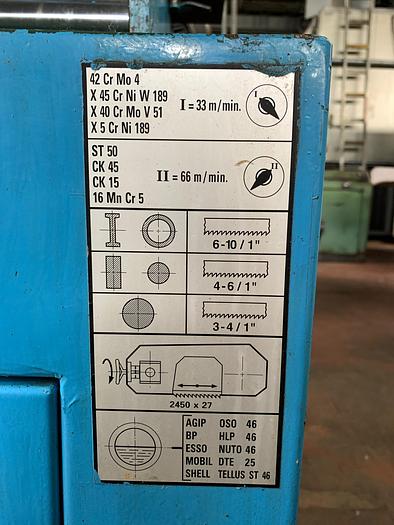 42 Cr Mo 4
X 45 Cr Ni W 189
X 40 Cr Mo V 51
X 5 Cr Ni 189
I = 33 m/min.
I
ST 50
CK 45
CK 15
16 Mn Cr 5
II = 66 m/min.
II
6-10 / 1"
4-6 / 1"
3-4 / 1"
2450 x 27
AGIP OSO 46
BP HLP 46
ESSO NUTO 46
MOBIL DTE 25
SHELL TELLUS ST 46